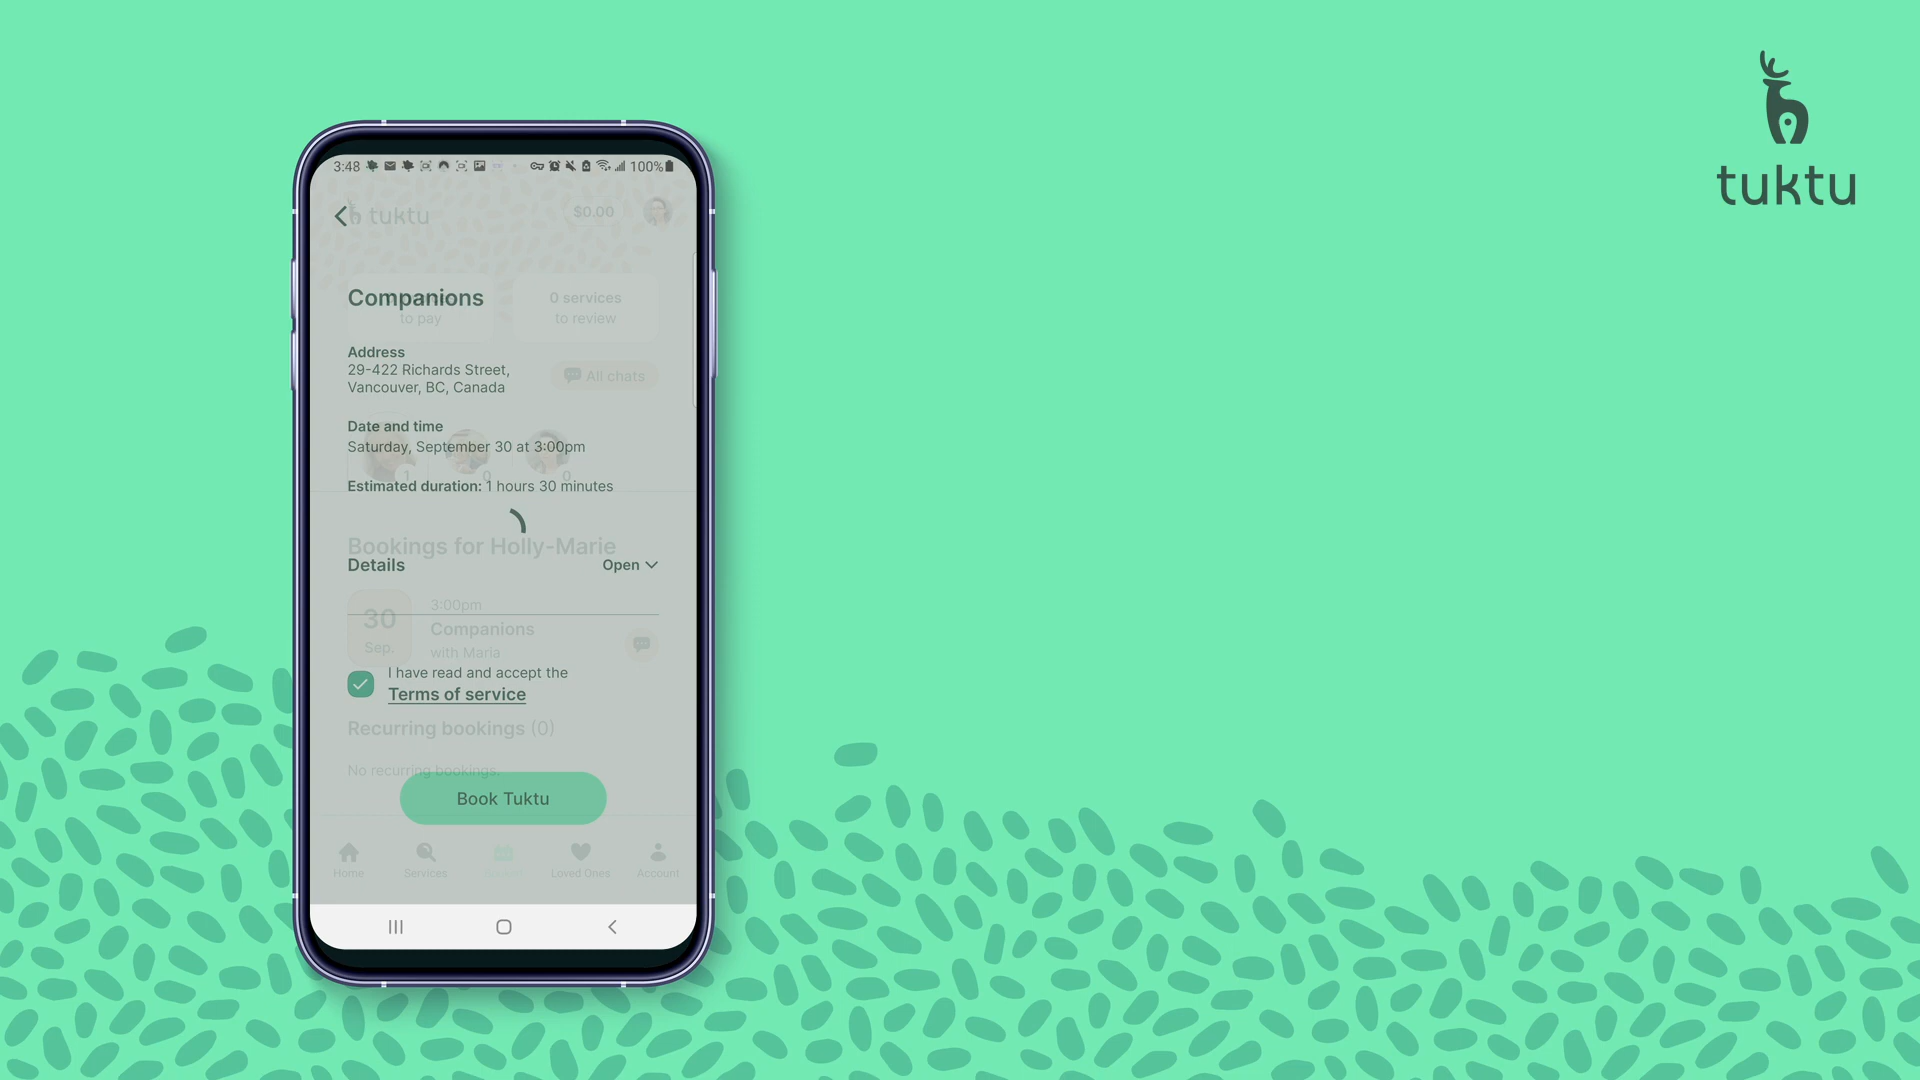 tuktu
3:48
100%
tuktu
$0.00
Companions
to pay
0 services
to review
Address
29-422 Richards Street,
Vancouver, BC, Canada
All chats
Date and time
Saturday, September 30 at 3:00pm
1
0
0
Estimated duration: 1 hours 30 minutes
Bookings for Holly-Marie
Details
Open
30
Sep.
3:00pm
Companions
with Maria
I have read and accept the
Terms of service
Recurring bookings (0)
No recurring bookings.
Book Tuktu
Home
Services
Loved Ones
Account